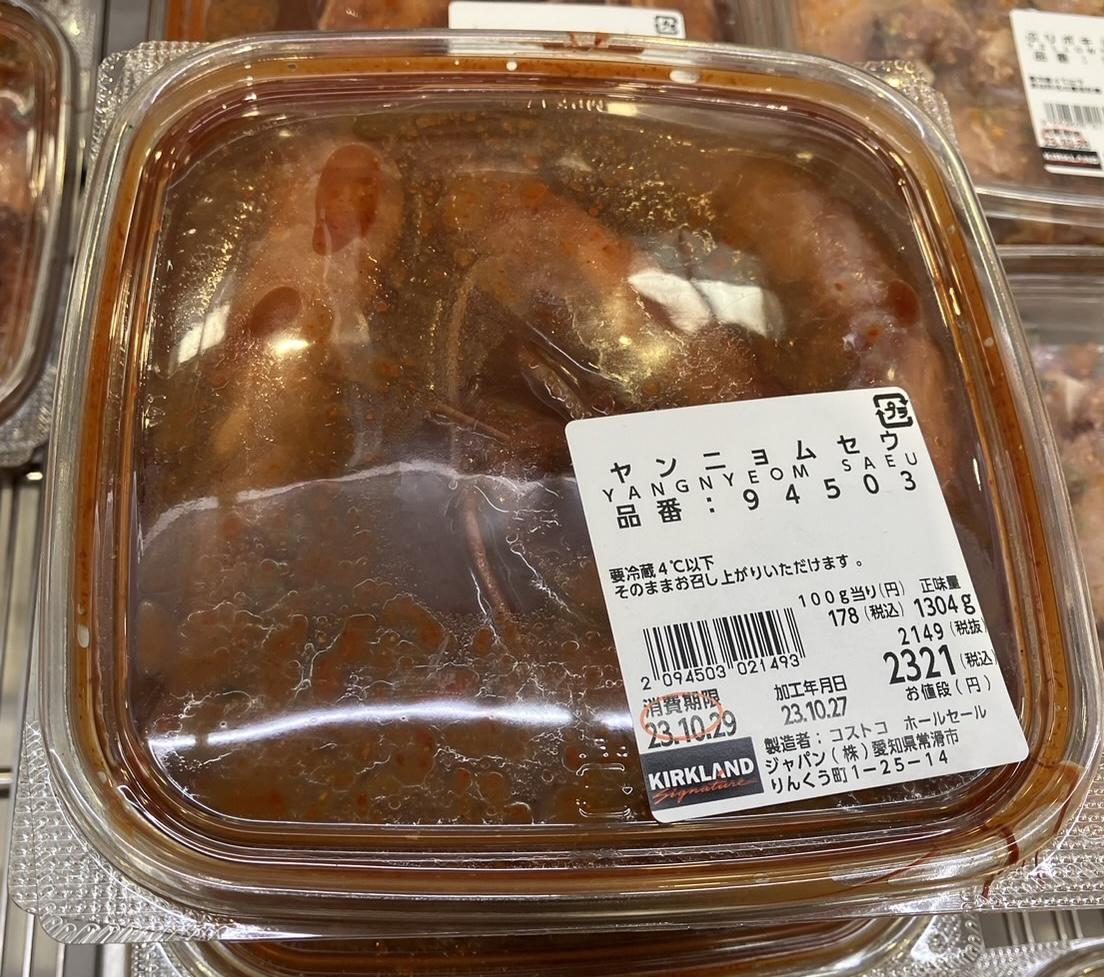 プラ
ヤンニョムセウ
YANGNYEOM SAEU
品番:94503
要冷蔵4℃以下
そのままお召し上がりいただけます。
100g当り(円) 正味量
178(税込) 1304g
2149(税抜)
2321(税込)
お値段(円)
2 094503 021493
消費期限 加工年月日
23.10.29 23.10.27
製造者:コストコ ホールセール
ジャパン(株)愛知県常滑市
りんくう町1-25-14
KIRKLAND
Signature
KIRKLAND